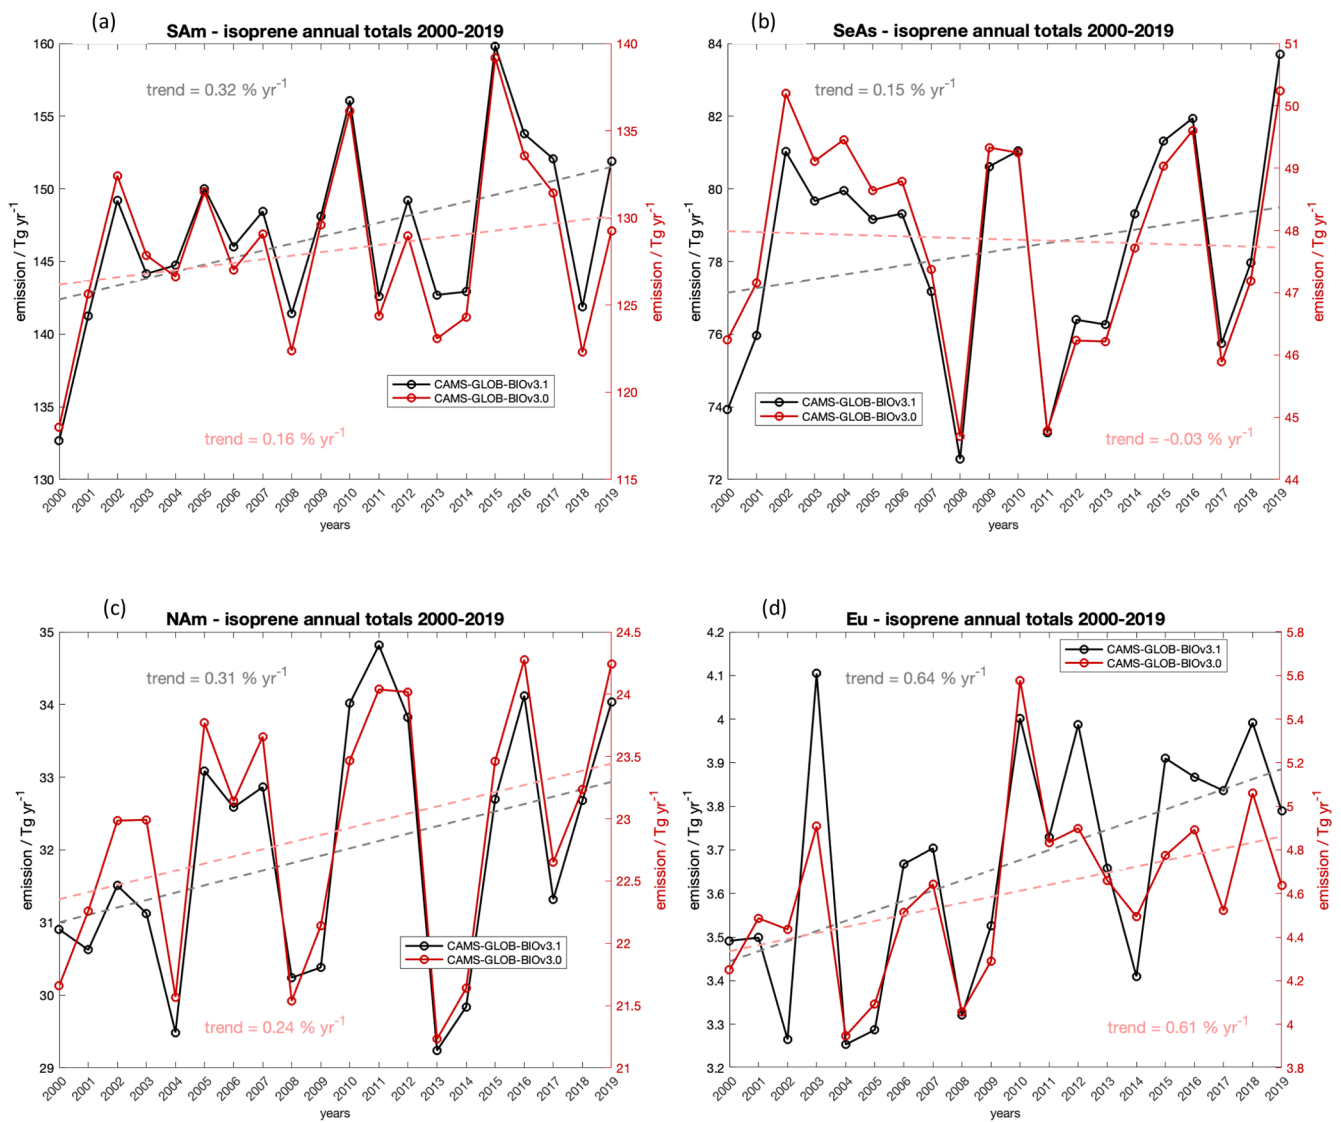 (a)
SAm - isoprene annual totals 2000-2019
160
155
150
145
140
135
130
140
135
130
125
120
115
emission / Tg yr-1
emission / Tg yr-1
trend = 0.32 % yr-1
CAMS-GLOB-BIOv3.1
CAMS-GLOB-BIOv3.0
trend = 0.16 % yr-1
2000 2001 2002 2003 2004 2005 2006 2007 2008 2009 2010 2011 2012 2013 2014 2015 2016 2017 2018 2019
years
(b)
SeAs - isoprene annual totals 2000-2019
84
82
80
78
76
74
72
51
50
49
48
47
46
45
44
emission / Tg yr-1
emission / Tg yr-1
trend = 0.15 % yr-1
CAMS-GLOB-BIOv3.1
CAMS-GLOB-BIOv3.0
trend = -0.03 % yr-1
2000 2001 2002 2003 2004 2005 2006 2007 2008 2009 2010 2011 2012 2013 2014 2015 2016 2017 2018 2019
years
(c)
NAm - isoprene annual totals 2000-2019
35
34
33
32
31
30
29
24.5
24
23.5
23
22.5
22
21.5
21
emission / Tg yr-1
emission / Tg yr-1
trend = 0.31 % yr-1
CAMS-GLOB-BIOv3.1
CAMS-GLOB-BIOv3.0
trend = 0.24 % yr-1
2000 2001 2002 2003 2004 2005 2006 2007 2008 2009 2010 2011 2012 2013 2014 2015 2016 2017 2018 2019
years
(d)
Eu - isoprene annual totals 2000-2019
4.2
4.1
4
3.9
3.8
3.7
3.6
3.5
3.4
3.3
3.2
5.8
5.6
5.4
5.2
5
4.8
4.6
4.4
4.2
4
3.8
emission / Tg yr-1
emission / Tg yr-1
CAMS-GLOB-BIOv3.1
CAMS-GLOB-BIOv3.0
trend = 0.64 % yr-1
trend = 0.61 % yr-1
2000 2001 2002 2003 2004 2005 2006 2007 2008 2009 2010 2011 2012 2013 2014 2015 2016 2017 2018 2019
years